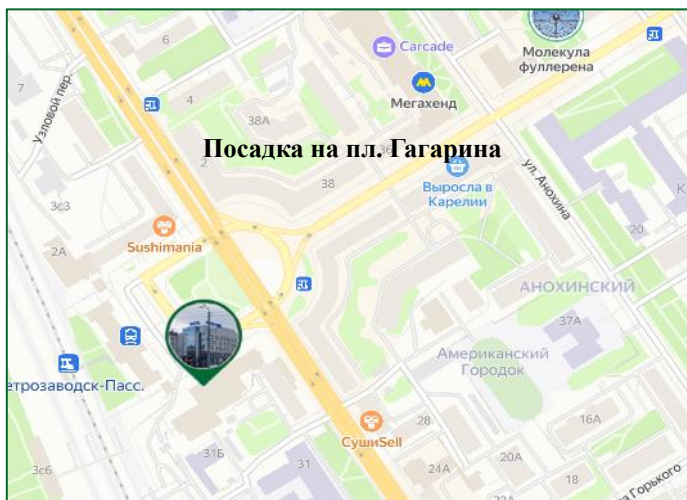 6
Carcade
Молекула
фуллерена
7
Узловой пер.
4
Мегахенд
38А
36
Посадка на пл. Гагарина
2
38
Выросла в
Карелии
ул. Анохина
К
3с3
20
2А
Sushimania
АНОХИНСКИЙ
37А
Американский
Городок
етрозаводск-Пасс.
28
16А
СушиSell
31Б
20А
31
24А
3с6
18
а Горького